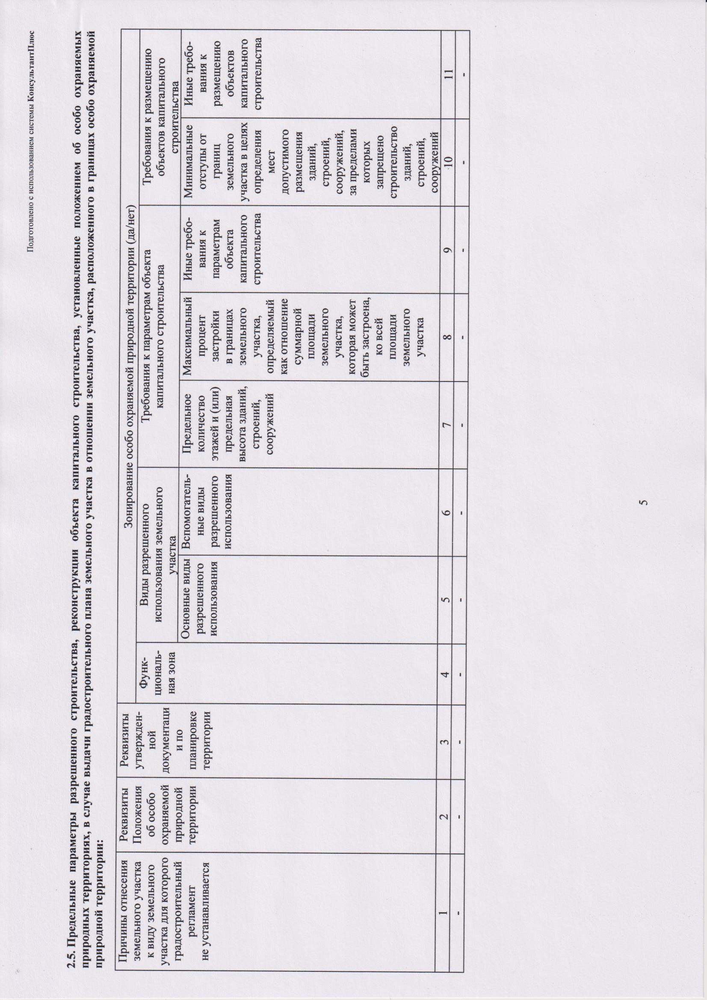 Подготовлено с использованием системы КонсультантПлюс
2.5. Предельные параметры разрешенного строительства, реконструкции объекта капитального строительства, установленные положением об особо охраняемых
природных территориях, в случае выдачи градостроительного плана земельного участка в отношении земельного участка, расположенного в границах особо охраняемой
природной территории:
Причины отнесения
земельного участка
к виду земельного
участка для которого
градостроительный
регламент
не устанавливается
Реквизиты
Положения
об особо
охраняемой
природной
территории
Реквизиты
утвержден-
ной
документаци
и по
планировке
территории
Зонирование особо охраняемой природной территории (да/нет)
Функ-
циональ-
ная зона
Виды разрешенного
использования земельного
участка
Требования к параметрам объекта
капитального строительства
Требования к размещению
объектов капитального
строительства
Основные виды
разрешенного
использования
Вспомогатель-
ные виды
разрешенного
использования
Предельное
количество
этажей и (или)
предельная
высота зданий,
строений,
сооружений
Максимальный
процент
застройки
в границах
земельного
участка,
определяемый
как отношение
суммарной
площади
земельного
участка,
которая может
быть застроена,
ко всей
площади
земельного
участка
Иные требо-
вания к
параметрам
объекта
капитального
строительства
Минимальные
отступы от
границ
земельного
участка в целях
определения
мест
допустимого
размещения
зданий,
строений,
сооружений,
за пределами
которых
запрещено
строительство
зданий,
строений,
сооружений
Иные требо-
вания к
размещению
объектов
капитального
строительства
1 2 3 4 5 6 7 8 9 10 11
- - - - - - - - - - -
5